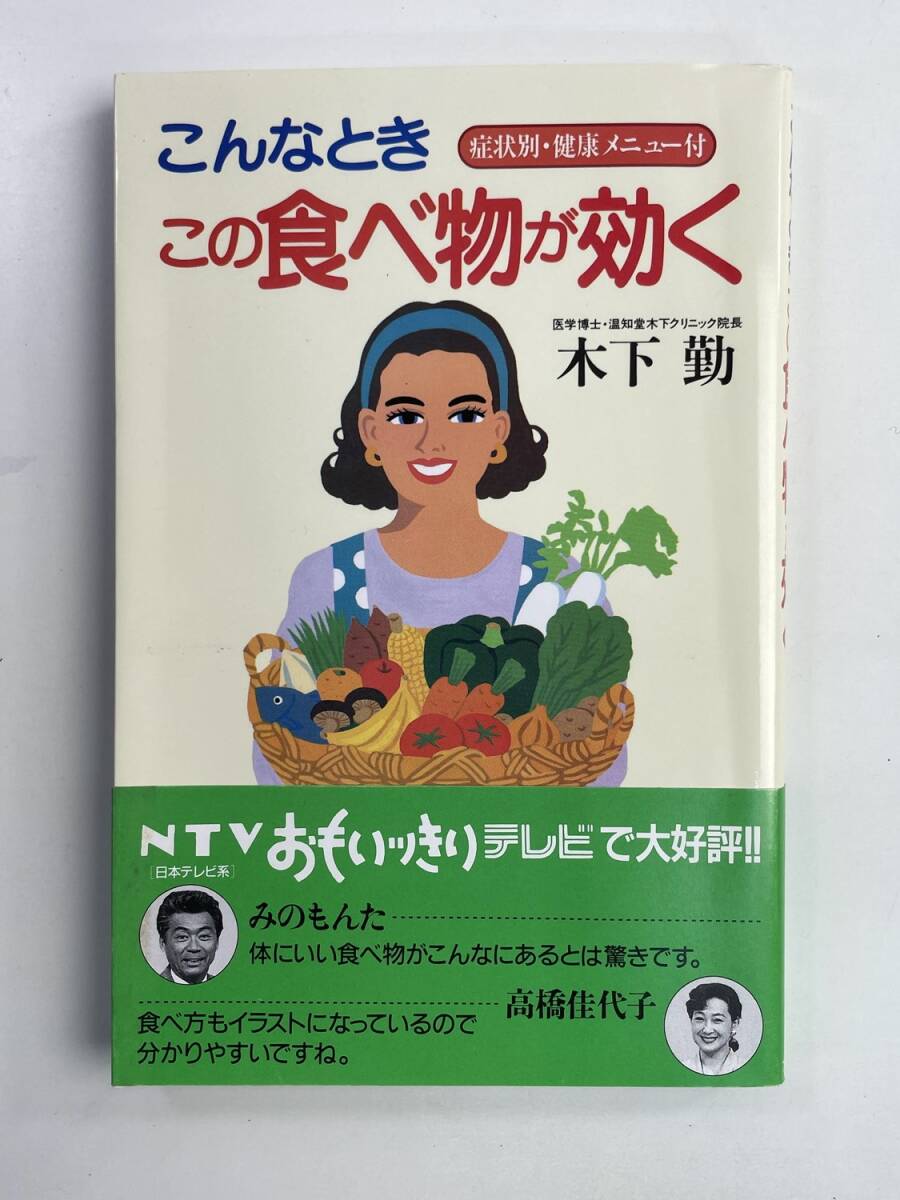 こんなとき
症状別・健康メニュー付
この食べ物が効く
医学博士・温知堂木下クリニック院長
木下 勤
NTV おもいッきりテレビで大好評!!
[日本テレビ系]
みのもんた
体にいい食べ物がこんなにあるとは驚きです。
高橋佳代子
食べ方もイラストになっているので
分かりやすいですね。